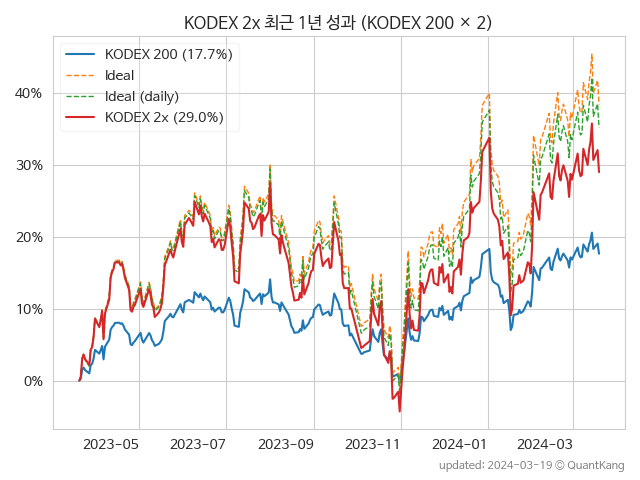 KODEX 2x 최근 1년 성과 (KODEX 200 × 2)
KODEX 200 (17.7%)
Ideal
Ideal (daily)
KODEX 2x (29.0%)
40%
30%
20%
10%
0%
2023-05 2023-07 2023-09 2023-11 2024-01 2024-03
updated: 2024-03-19 © QuantKang